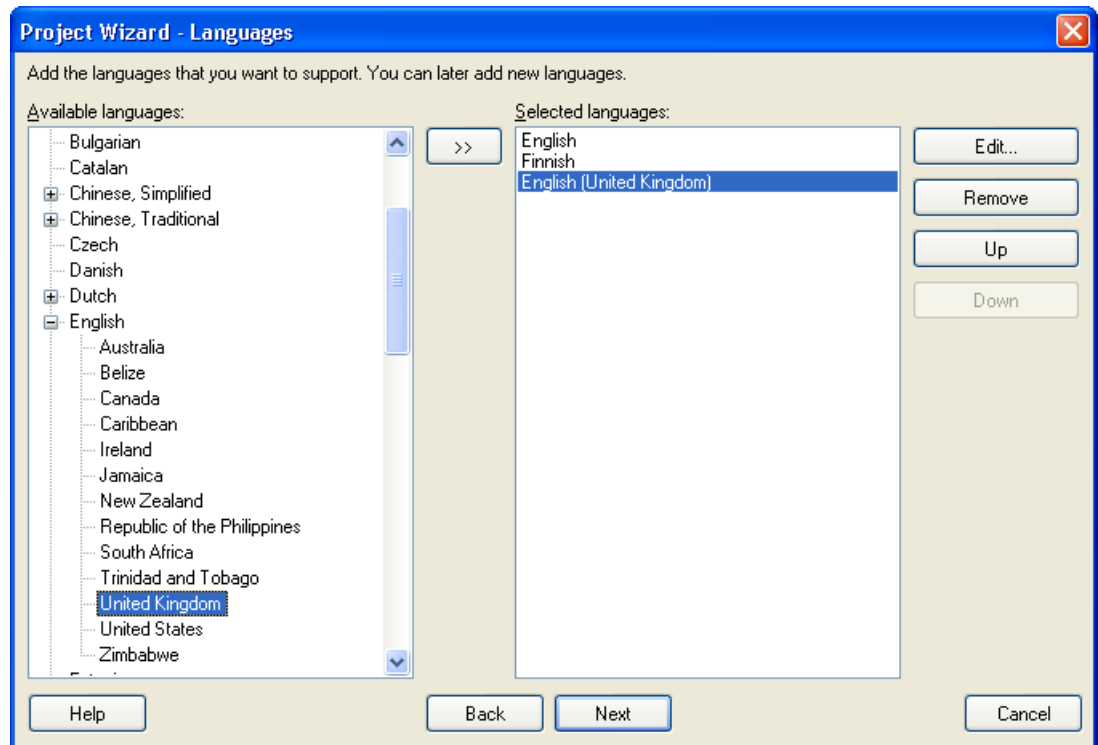 Project Wizard - Languages
Add the languages that you want to support. You can later add new languages.
Available languages:
Bulgarian
Catalan
Chinese, Simplified
Chinese, Traditional
Czech
Danish
Dutch
English
Australia
Belize
Canada
Caribbean
Ireland
Jamaica
New Zealand
Republic of the Philippines
South Africa
Trinidad and Tobago
United Kingdom
United States
Zimbabwe
>>
Selected languages:
English
Finnish
English (United Kingdom)
Edit...
Remove
Up
Down
Help
Back
Next
Cancel